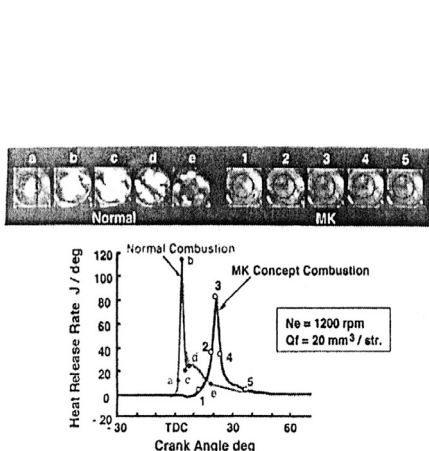 a b c d e 1 2 3 4 5
Normal MK
Normal Combustion
MK Concept Combustion
Heat Release Rate J / deg
120
100
80
60
40
20
0
- 20
b
3
2
4
d
a
c
e
5
1
Ne = 1200 rpm
Qf = 20 mm³ / str.
- 30 TDC 30 60
Crank Angle deg